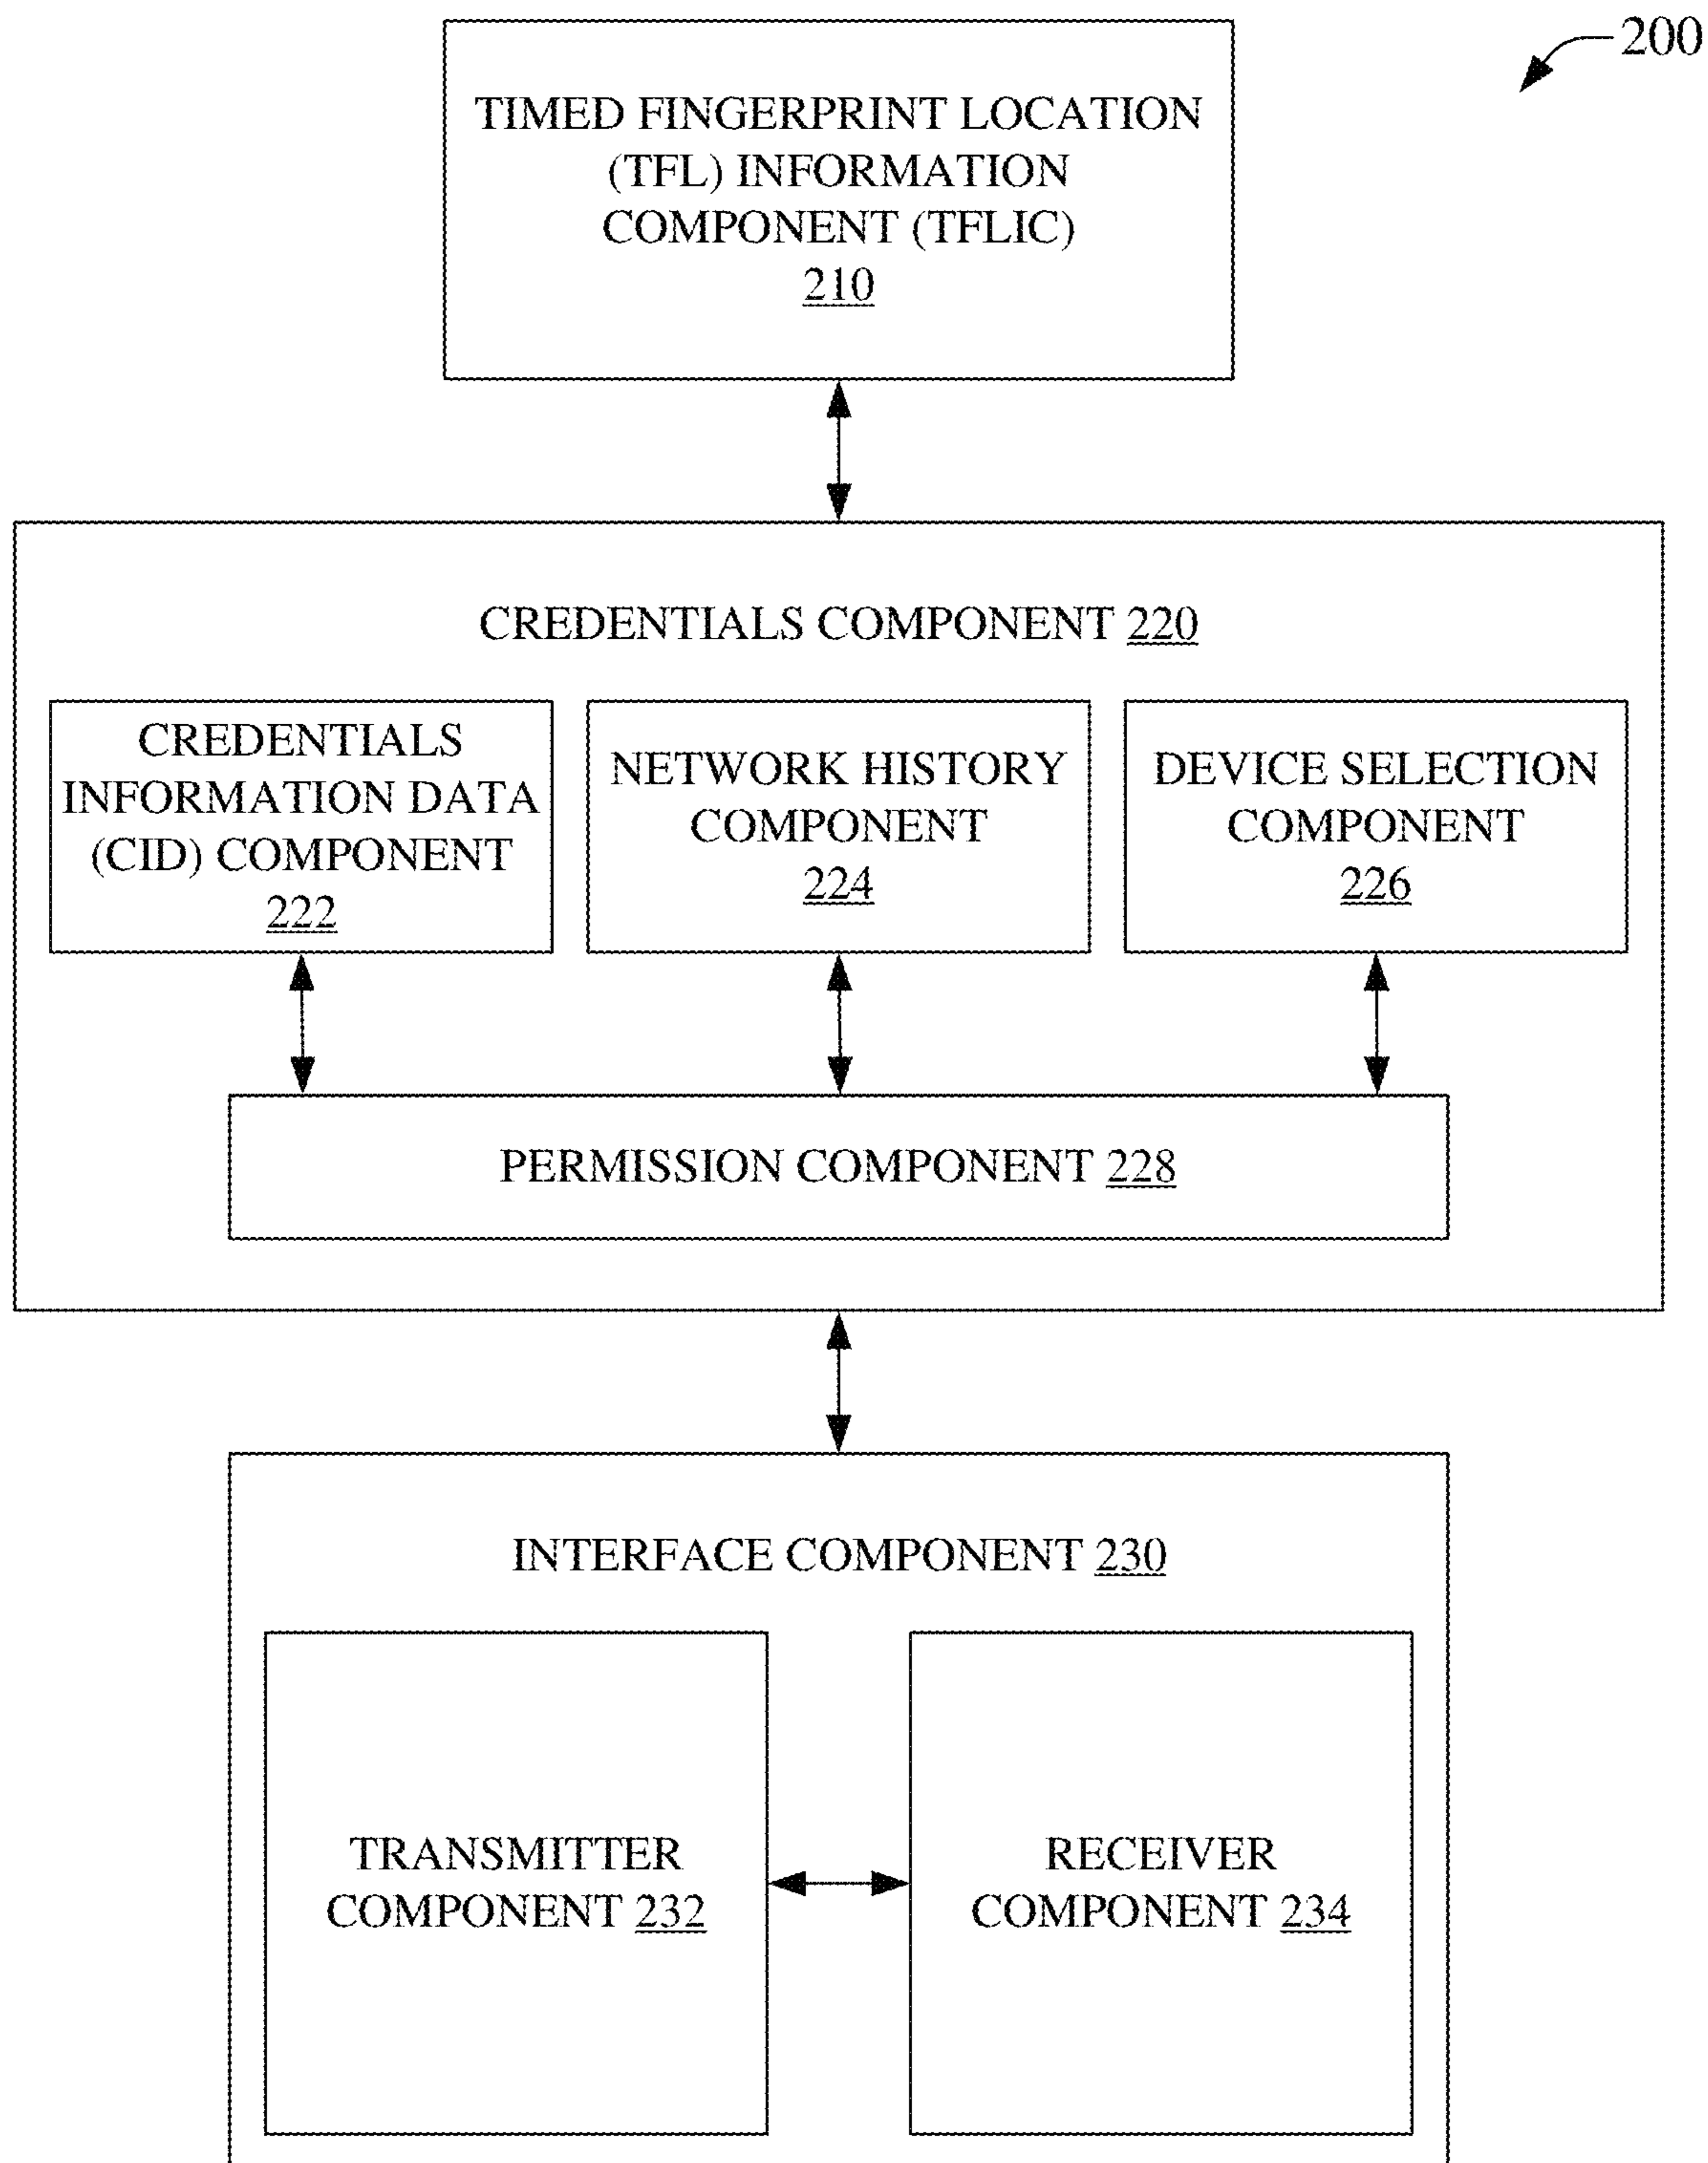 200
TIMED FINGERPRINT LOCATION
(TFL) INFORMATION
COMPONENT (TFLIC)
210
CREDENTIALS COMPONENT 220
CREDENTIALS
INFORMATION DATA
(CID) COMPONENT
222
NETWORK HISTORY
COMPONENT
224
DEVICE SELECTION
COMPONENT
226
PERMISSION COMPONENT 228
INTERFACE COMPONENT 230
TRANSMITTER
COMPONENT 232
RECEIVER
COMPONENT 234